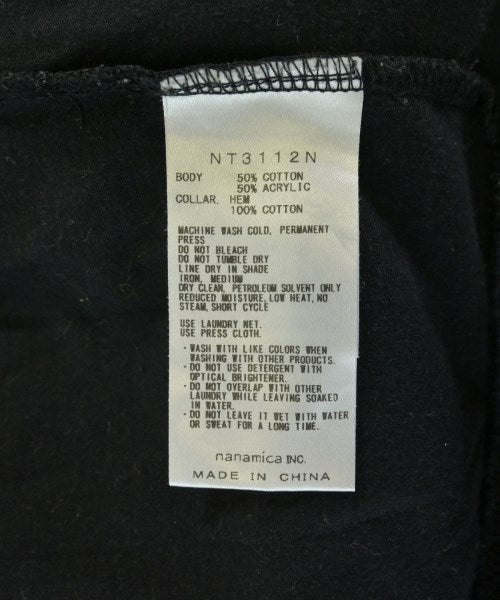 NT3112N
BODY 50% COTTON
50% ACRYLIC
COLLAR, HEM
100% COTTON
MACHINE WASH COLD, PERMANENT
PRESS
DO NOT BLEACH
DO NOT TUMBLE DRY
LINE DRY IN SHADE
IRON, MEDIUM
DRY CLEAN, PETROLEUM SOLVENT ONLY
REDUCED MOISTURE, LOW HEAT, NO
STEAM, SHORT CYCLE
USE LAUNDRY NET.
USE PRESS CLOTH.
・WASH WITH LIKE COLORS WHEN
WASHING WITH OTHER PRODUCTS.
・DO NOT USE DETERGENT WITH
OPTICAL BRIGHTENER.
・DO NOT OVERLAP WITH OTHER
LAUNDRY WHILE LEAVING SOAKED
IN WATER.
・DO NOT LEAVE IT WET WITH WATER
OR SWEAT FOR A LONG TIME.
nanamica INC.
MADE IN CHINA